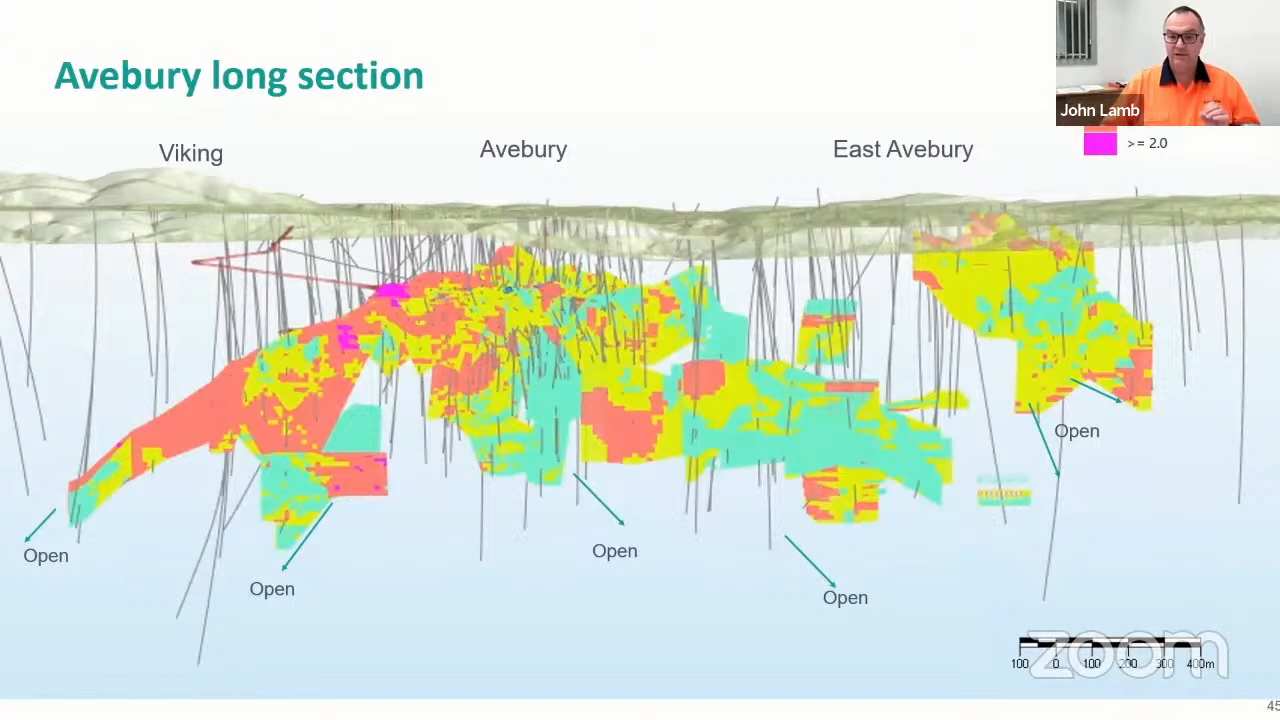 Avebury long section
John Lamb
>= 2.0
Viking
Avebury
East Avebury
Open
Open
Open
Open
Open
100 0 100 200 300 400m
zoom
45